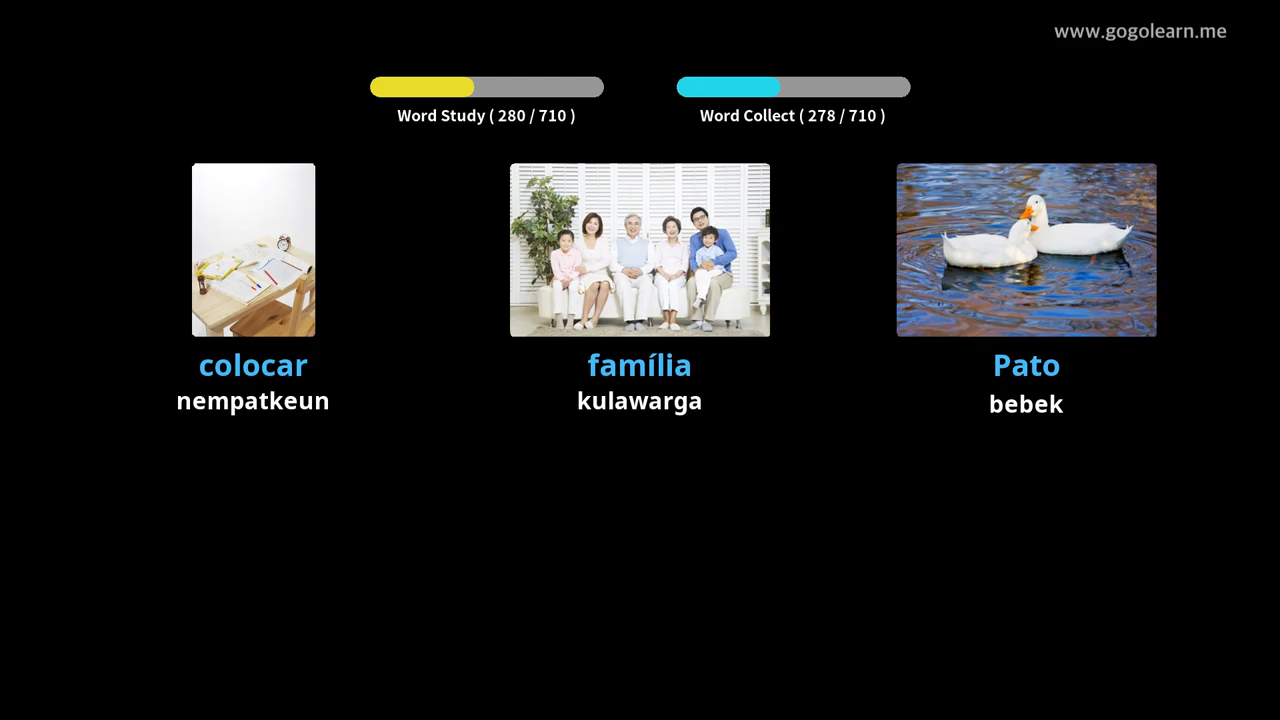 www.gogolearn.me
Word Study ( 280 / 710 )
Word Collect ( 278 / 710 )
colocar
nempatkeun
família
kulawarga
Pato
bebek